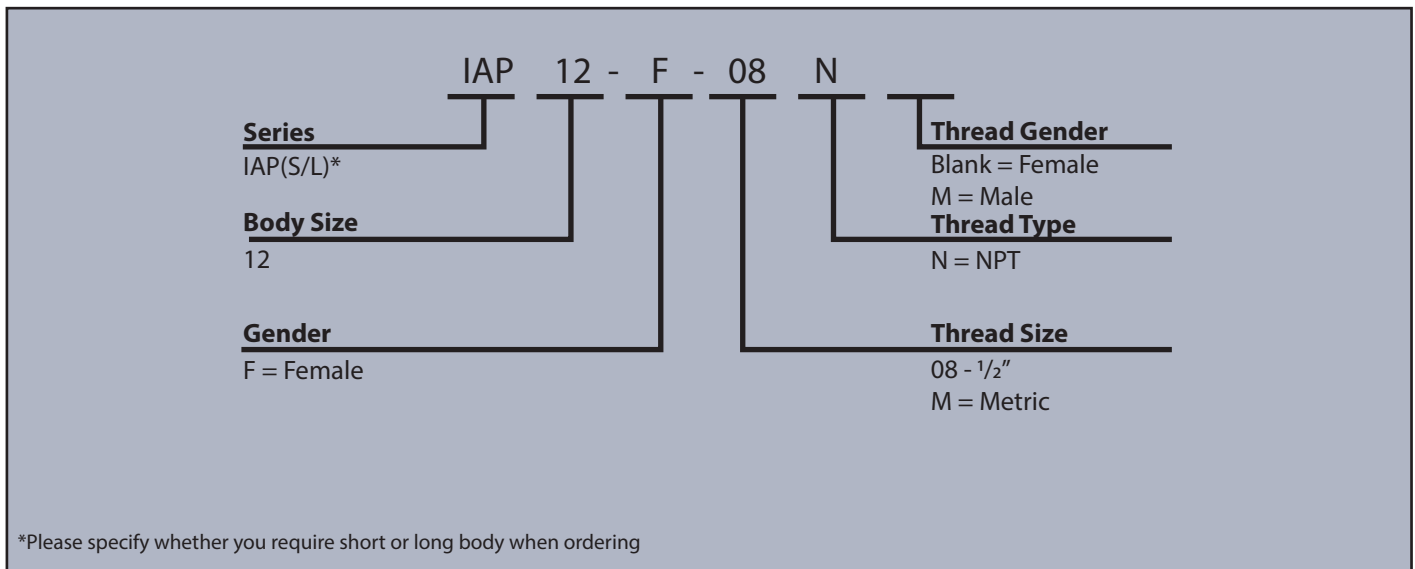 IAP 12 - F - 08 N
Series
IAP(S/L)*
Body Size
12
Gender
F = Female
Thread Gender
Blank = Female
M = Male
Thread Type
N = NPT
Thread Size
08 - ¹/₂"
M = Metric
*Please specify whether you require short or long body when ordering